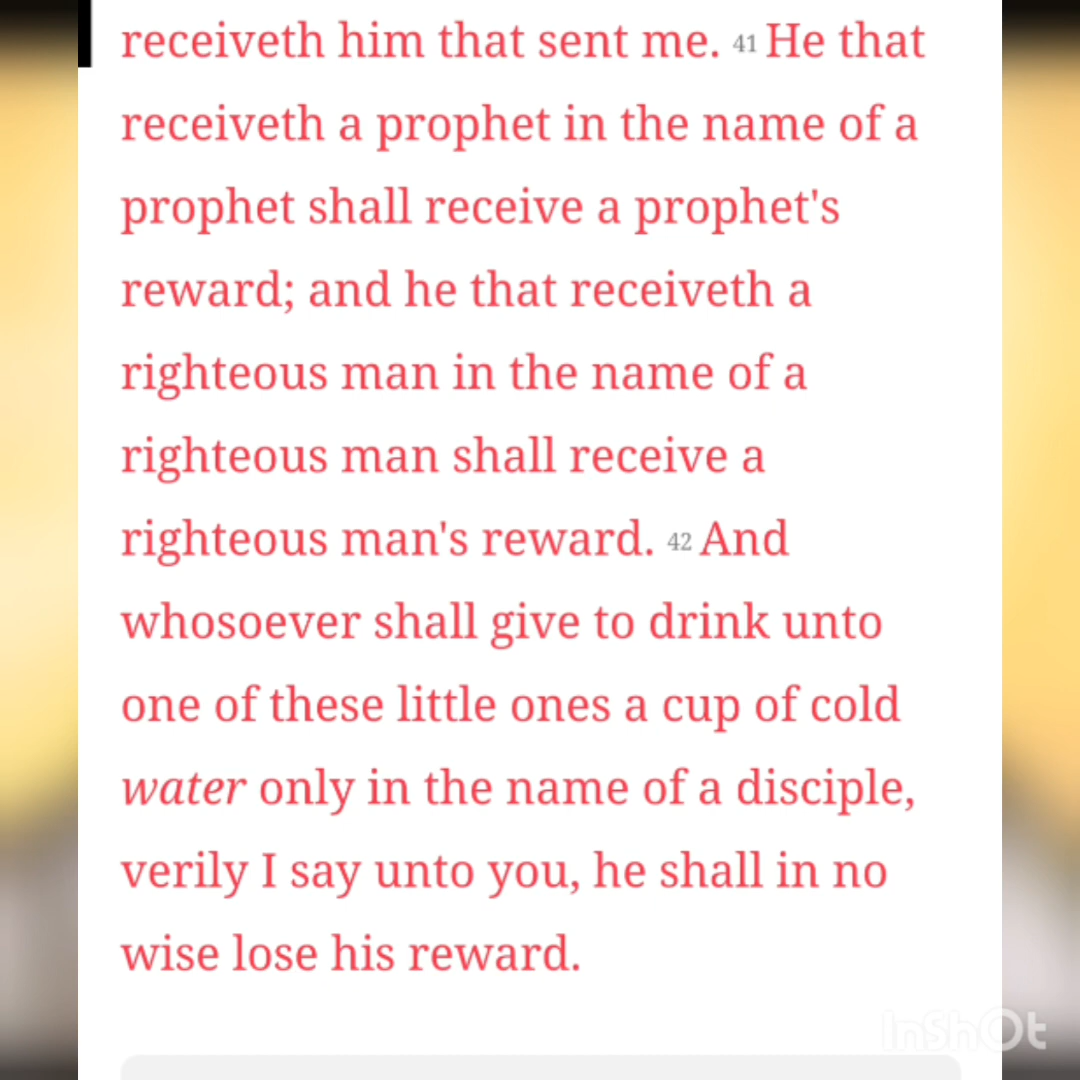 receiveth him that sent me. 41 He that
receiveth a prophet in the name of a
prophet shall receive a prophet's
reward; and he that receiveth a
righteous man in the name of a
righteous man shall receive a
righteous man's reward. 42 And
whosoever shall give to drink unto
one of these little ones a cup of cold
water only in the name of a disciple,
verily I say unto you, he shall in no
wise lose his reward.
InShOt